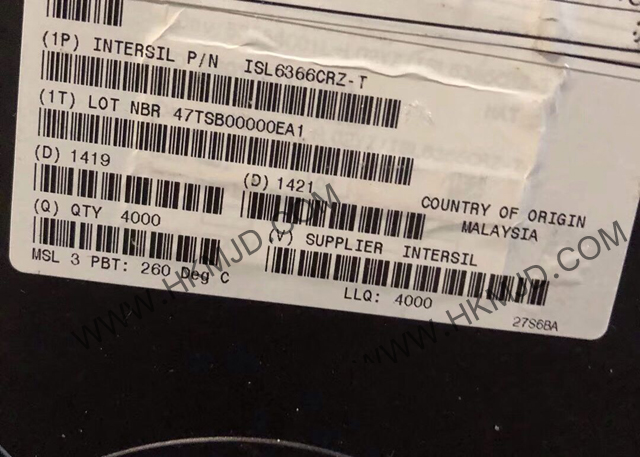 (1P) INTERSIL P/N ISL6366CRZ-T
(1T) LOT NBR 47TSB00000EA1
(D) 1419
(D) 1421
COUNTRY OF ORIGIN
MALAYSIA
(Q) QTY 4000
(V) SUPPLIER INTERSIL
MSL 3 PBT: 260 Deg C
LLQ: 4000
27S6BA
WWW.HKMJD.COM
WWW.HKMJD.COM